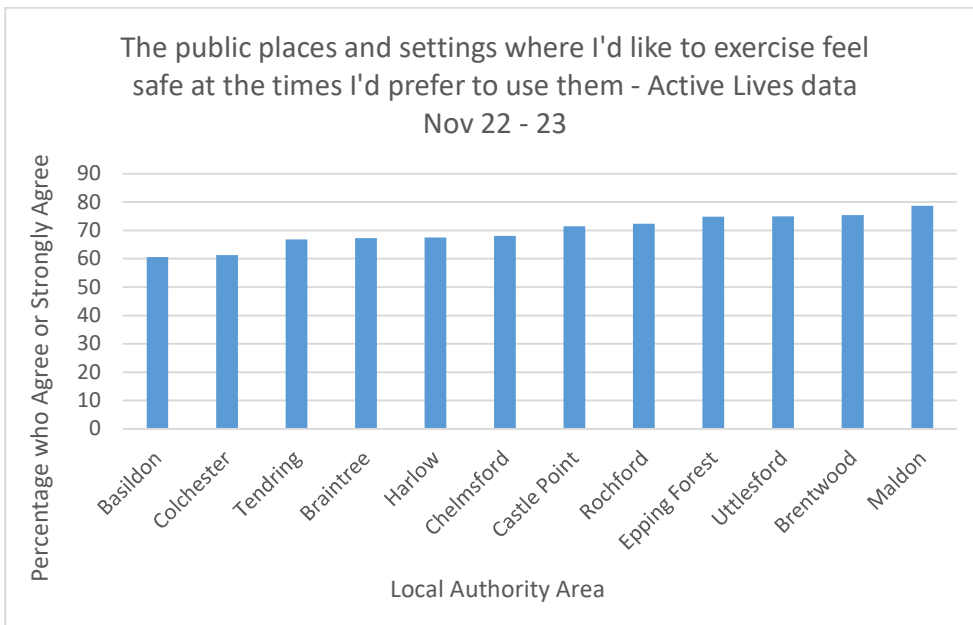 The public places and settings where I'd like to exercise feel
safe at the times I'd prefer to use them - Active Lives data
Nov 22 - 23
Percentage who Agree or Strongly Agree
90
80
70
60
50
40
30
20
10
0
Basildon
Colchester
Tendring
Braintree
Harlow
Chelmsford
Castle Point
Rochford
Epping Forest
Uttlesford
Brentwood
Maldon
Local Authority Area